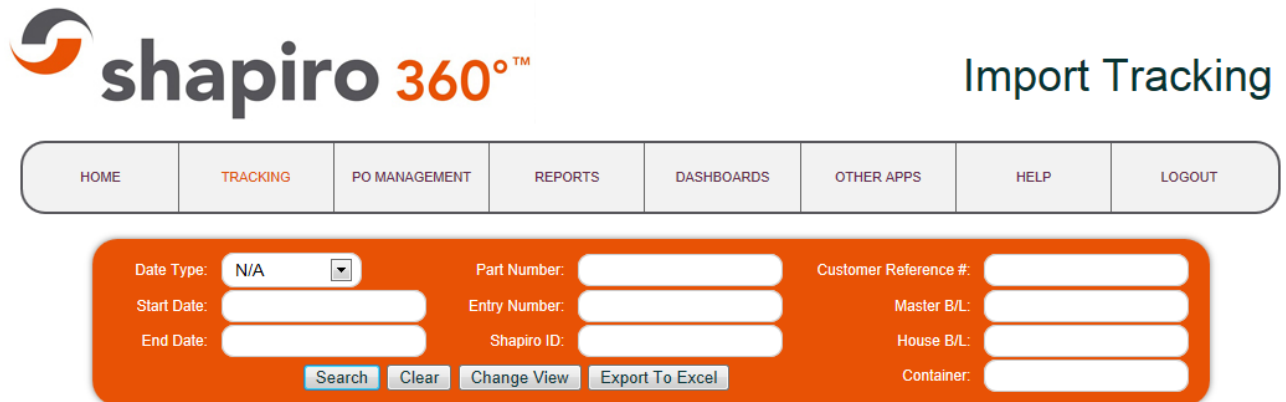 shapiro 360°™
Import Tracking
HOME TRACKING PO MANAGEMENT REPORTS DASHBOARDS OTHER APPS HELP LOGOUT
Date Type: N/A Part Number: Customer Reference #:
Start Date: Entry Number: Master B/L:
End Date: Shapiro ID: House B/L:
Search Clear Change View Export To Excel Container: